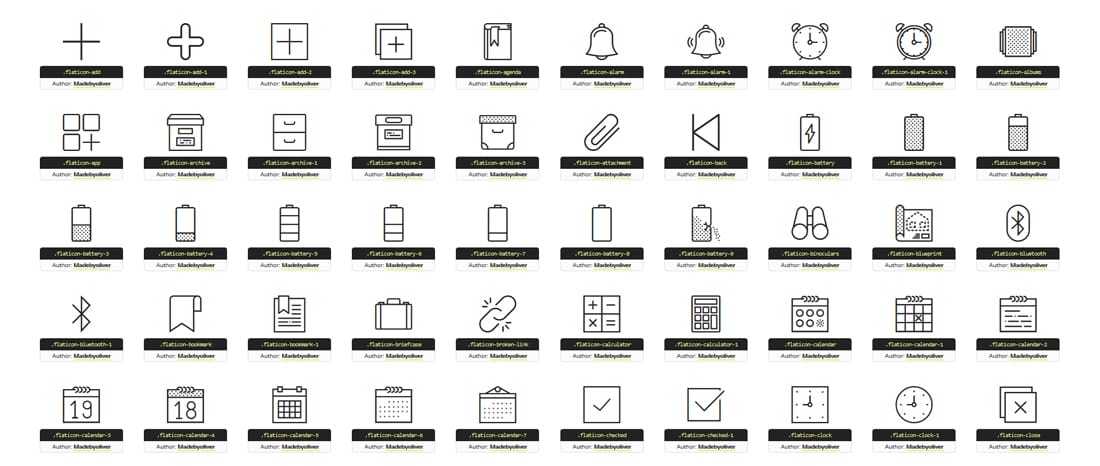 .flaticon-add .flaticon-add-1 .flaticon-add-2 .flaticon-add-3 .flaticon-agenda .flaticon-alarm .flaticon-alarm-1 .flaticon-alarm-clock .flaticon-alarm-clock-1 .flaticon-albums
Author: Madebyoliver Author: Madebyoliver Author: Madebyoliver Author: Madebyoliver Author: Madebyoliver Author: Madebyoliver Author: Madebyoliver Author: Madebyoliver Author: Madebyoliver Author: Madebyoliver
.flaticon-app .flaticon-archive .flaticon-archive-1 .flaticon-archive-2 .flaticon-archive-3 .flaticon-attachment .flaticon-back .flaticon-battery .flaticon-battery-1 .flaticon-battery-2
Author: Madebyoliver Author: Madebyoliver Author: Madebyoliver Author: Madebyoliver Author: Madebyoliver Author: Madebyoliver Author: Madebyoliver Author: Madebyoliver Author: Madebyoliver Author: Madebyoliver
.flaticon-battery-3 .flaticon-battery-4 .flaticon-battery-5 .flaticon-battery-6 .flaticon-battery-7 .flaticon-battery-8 .flaticon-battery-9 .flaticon-binoculars .flaticon-blueprint .flaticon-bluetooth
Author: Madebyoliver Author: Madebyoliver Author: Madebyoliver Author: Madebyoliver Author: Madebyoliver Author: Madebyoliver Author: Madebyoliver Author: Madebyoliver Author: Madebyoliver Author: Madebyoliver
.flaticon-bluetooth-1 .flaticon-bookmark .flaticon-bookmark-1 .flaticon-briefcase .flaticon-broken-link .flaticon-calculator .flaticon-calculator-1 .flaticon-calendar .flaticon-calendar-1 .flaticon-calendar-2
Author: Madebyoliver Author: Madebyoliver Author: Madebyoliver Author: Madebyoliver Author: Madebyoliver Author: Madebyoliver Author: Madebyoliver Author: Madebyoliver Author: Madebyoliver Author: Madebyoliver
19 18
.flaticon-calendar-3 .flaticon-calendar-4 .flaticon-calendar-5 .flaticon-calendar-6 .flaticon-calendar-7 .flaticon-checked .flaticon-checked-1 .flaticon-clock .flaticon-clock-1 .flaticon-close
Author: Madebyoliver Author: Madebyoliver Author: Madebyoliver Author: Madebyoliver Author: Madebyoliver Author: Madebyoliver Author: Madebyoliver Author: Madebyoliver Author: Madebyoliver Author: Madebyoliver